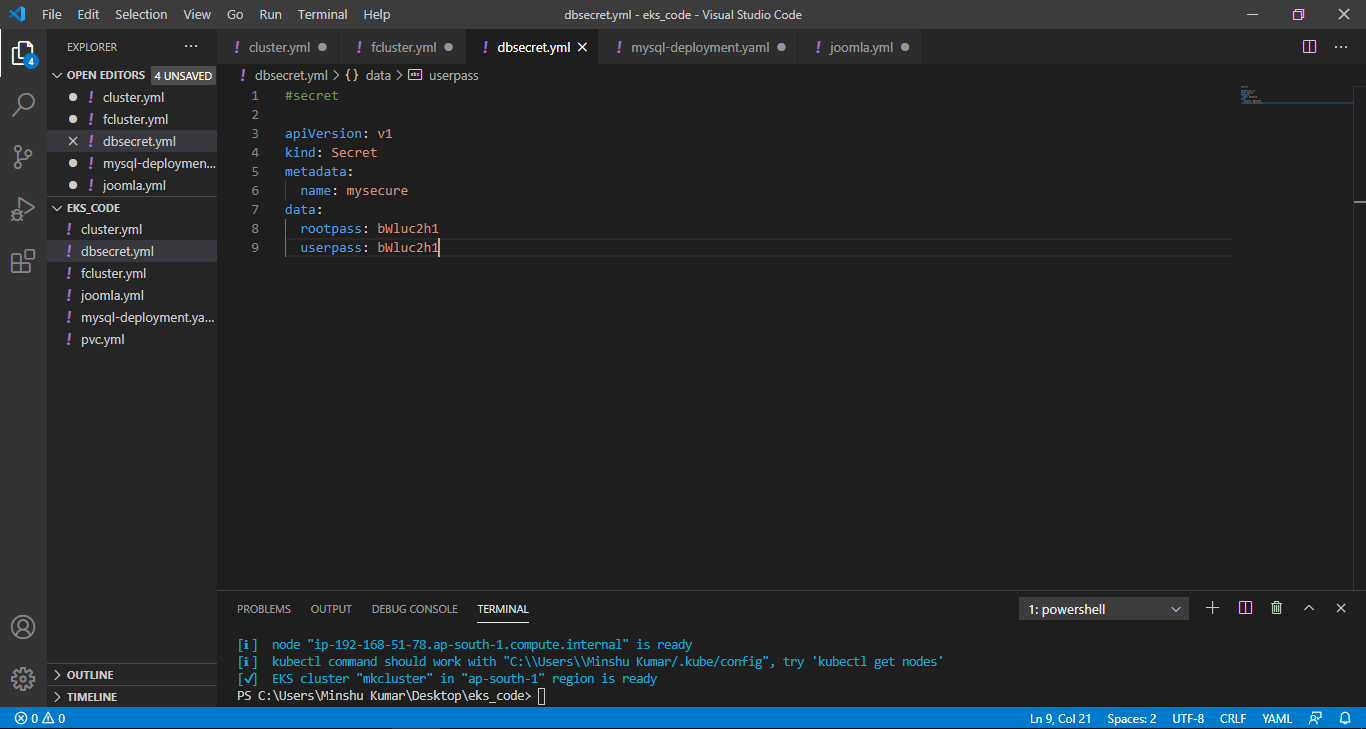 File Edit Selection View Go Run Terminal Help dbsecret.yml - eks_code - Visual Studio Code
EXPLORER ...
4
OPEN EDITORS 4 UNSAVED
! cluster.yml
! fcluster.yml
! dbsecret.yml
! mysql-deploymen...
! joomla.yml
EKS_CODE
! cluster.yml
! dbsecret.yml
! fcluster.yml
! joomla.yml
! mysql-deployment.ya...
! pvc.yml
OUTLINE
TIMELINE
! cluster.yml ! fcluster.yml ! dbsecret.yml ! mysql-deployment.yaml ! joomla.yml
! dbsecret.yml > {} data > abc userpass
1 #secret
2
3 apiVersion: v1
4 kind: Secret
5 metadata:
6 name: mysecure
7 data:
8 rootpass: bWluc2h1
9 userpass: bWluc2h1
PROBLEMS OUTPUT DEBUG CONSOLE TERMINAL 1: powershell
[ℹ] node "ip-192-168-51-78.ap-south-1.compute.internal" is ready
[ℹ] kubectl command should work with "C:\\Users\\Minshu Kumar/.kube/config", try 'kubectl get nodes'
[✔] EKS cluster "mkcluster" in "ap-south-1" region is ready
PS C:\Users\Minshu Kumar\Desktop\eks_code>
0 0 Ln 9, Col 21 Spaces: 2 UTF-8 CRLF YAML